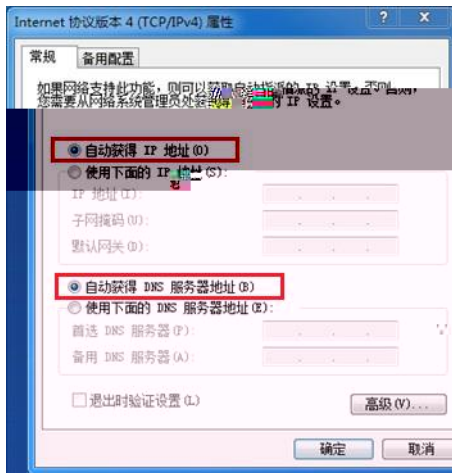 Internet 协议版本 4 (TCP/IPv4) 属性
常规 备用配置
如果网络支持此功能,则可以获取自动指派的 IP 设置。否则,
您需要从网络系统管理员处 IP 设置。
自动获得 IP 地址(O)
使用下面的 IP 地址(S):
IP 地址(I):
子网掩码(U):
默认网关(D):
自动获得 DNS 服务器地址(B)
使用下面的 DNS 服务器地址(E):
首选 DNS 服务器(P):
备用 DNS 服务器(A):
退出时验证设置(L)
高级(V)...
确定 取消